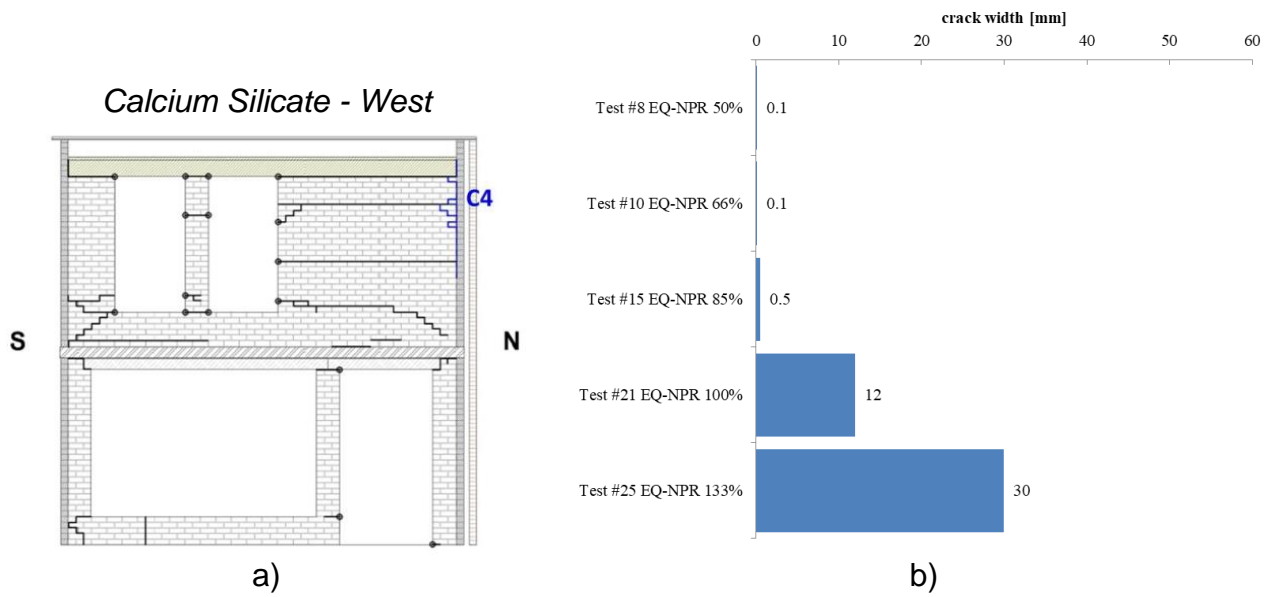 Calcium Silicate - West
C4
S
N
a)
crack width [mm]
0 10 20 30 40 50 60
Test #8 EQ-NPR 50% 0.1
Test #10 EQ-NPR 66% 0.1
Test #15 EQ-NPR 85% 0.5
Test #21 EQ-NPR 100% 12
Test #25 EQ-NPR 133% 30
b)